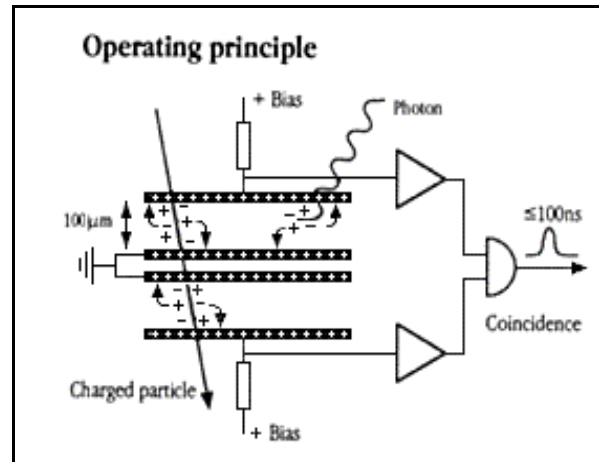 Operating principle
+ Bias
Photon
100µm
≤100ns
Coincidence
Charged particle
+ Bias